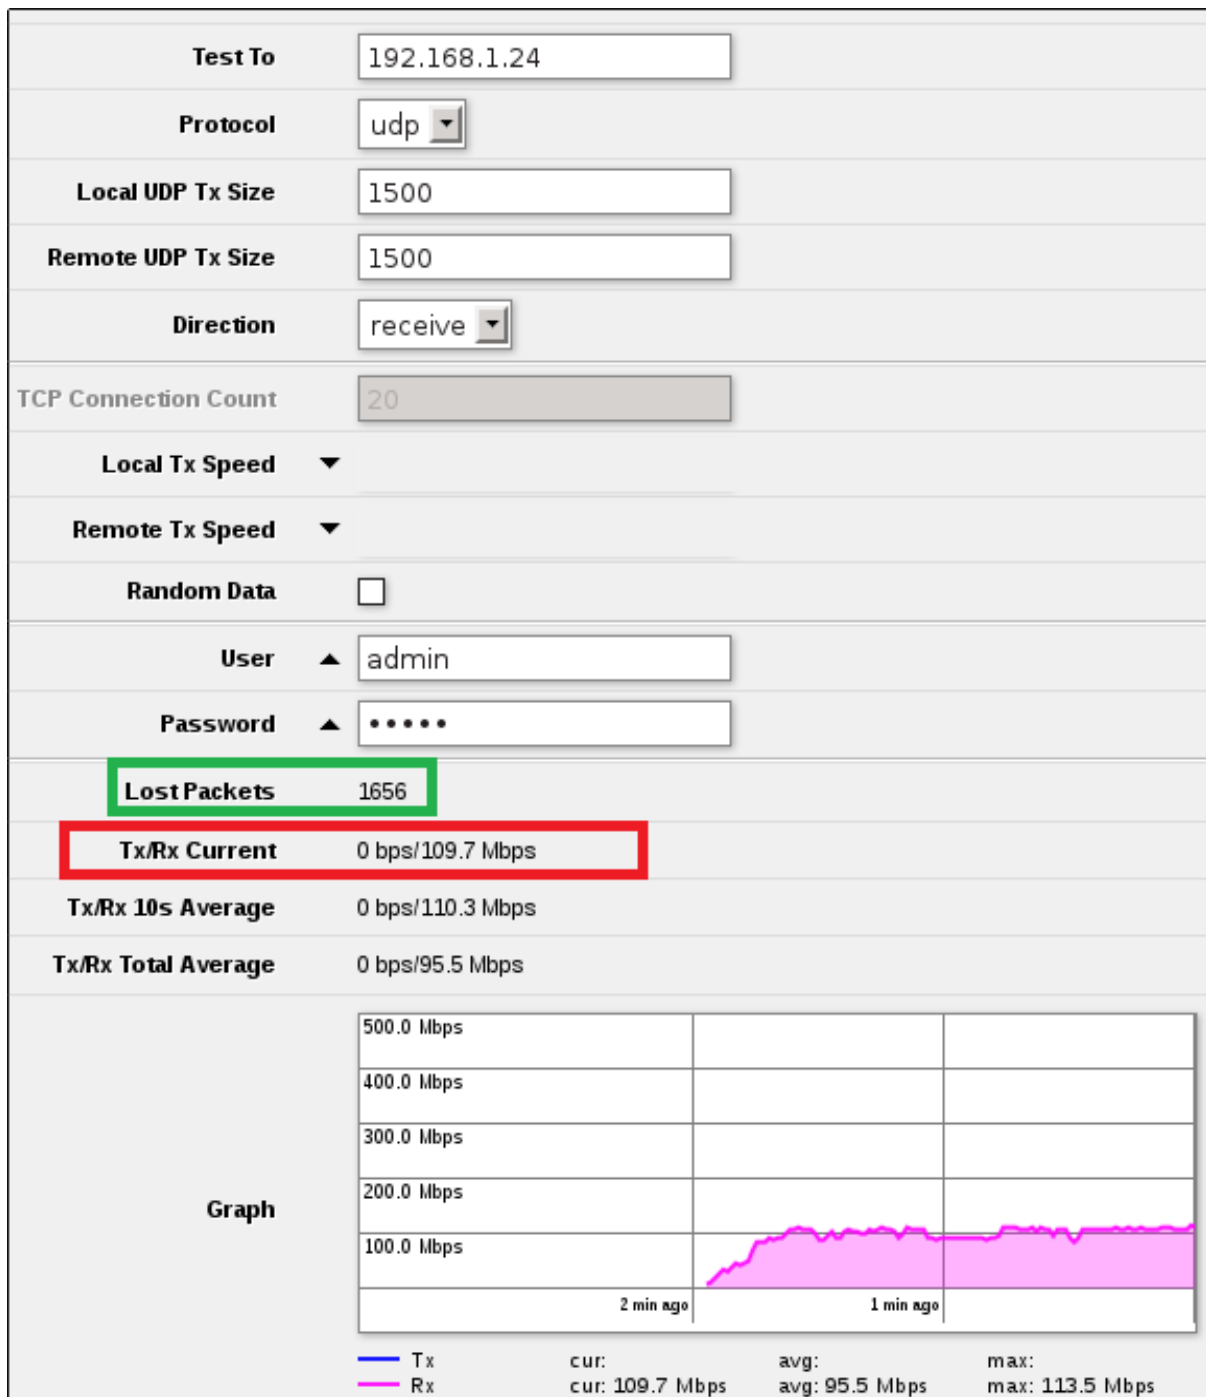 Test To 192.168.1.24
Protocol udp
Local UDP Tx Size 1500
Remote UDP Tx Size 1500
Direction receive
TCP Connection Count 20
Local Tx Speed
Remote Tx Speed
Random Data
User admin
Password •••••
Lost Packets 1656
Tx/Rx Current 0 bps/109.7 Mbps
Tx/Rx 10s Average 0 bps/110.3 Mbps
Tx/Rx Total Average 0 bps/95.5 Mbps
Graph
500.0 Mbps
400.0 Mbps
300.0 Mbps
200.0 Mbps
100.0 Mbps
2 min ago 1 min ago
Tx cur: avg: max:
Rx cur: 109.7 Mbps avg: 95.5 Mbps max: 113.5 Mbps